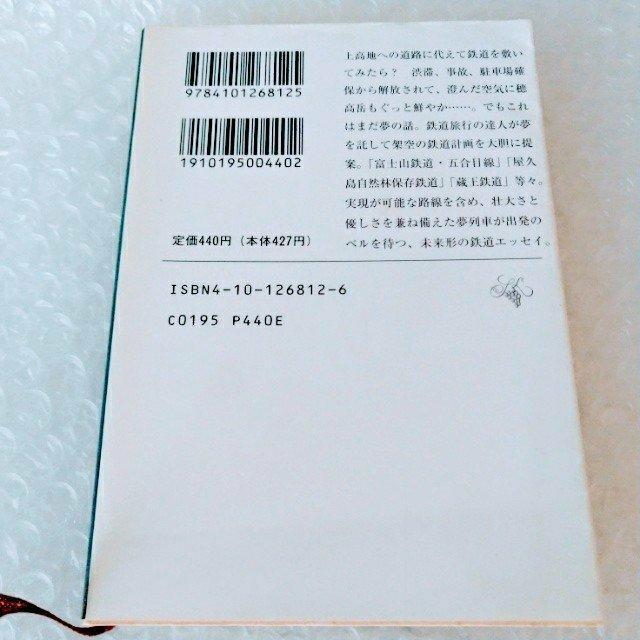 9784101268125
1910195004402
定価440円（本体427円）
ISBN4-10-126812-6
C0195 P440E
上高地への道路に代えて鉄道を敷い
てみたら？ 渋滞、事故、駐車場確
保から解放されて、澄んだ空気に穂
高岳もぐっと鮮やか……。でもこれ
はまだ夢の話。鉄道旅行の達人が夢
を託して架空の鉄道計画を大胆に提
案。「富士山鉄道・五合目線」「屋久
島自然林保存鉄道」「蔵王鉄道」等々。
実現が可能な路線を含め、壮大さと
優しさを兼ね備えた夢列車が出発の
ベルを待つ、未来形の鉄道エッセイ。